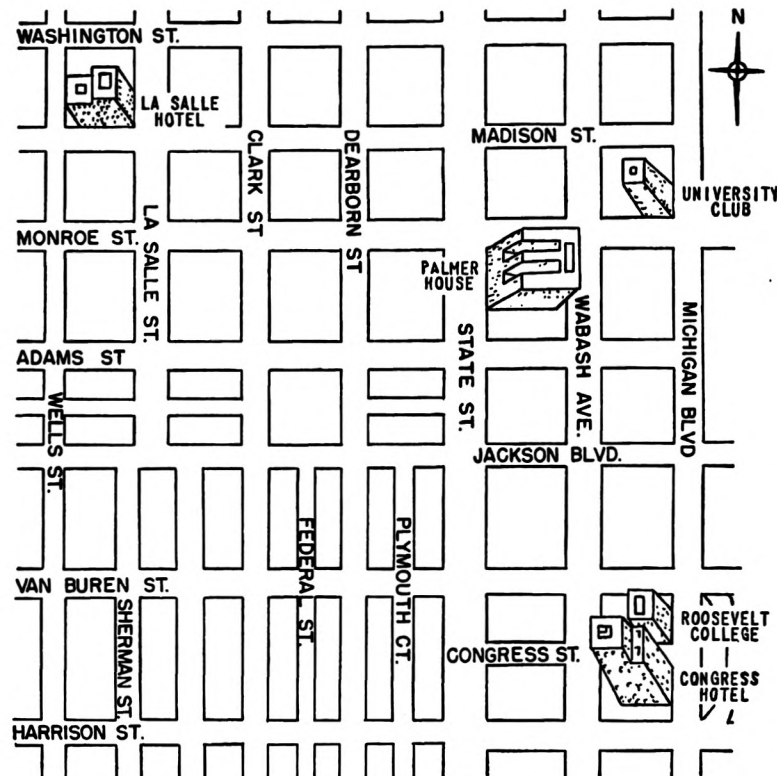 N
WASHINGTON ST.
LA SALLE
HOTEL
MADISON ST.
CLARK ST
DEARBORN ST
UNIVERSITY
CLUB
LA SALLE ST.
MONROE ST.
PALMER
HOUSE
STATE ST.
WABASH AVE.
MICHIGAN BLVD
ADAMS ST
WELLS ST.
JACKSON BLVD.
FEDERAL ST.
PLYMOUTH CT.
VAN BUREN ST.
SHERMAN ST.
ROOSEVELT
COLLEGE
CONGRESS ST.
CONGRESS
HOTEL
HARRISON ST.